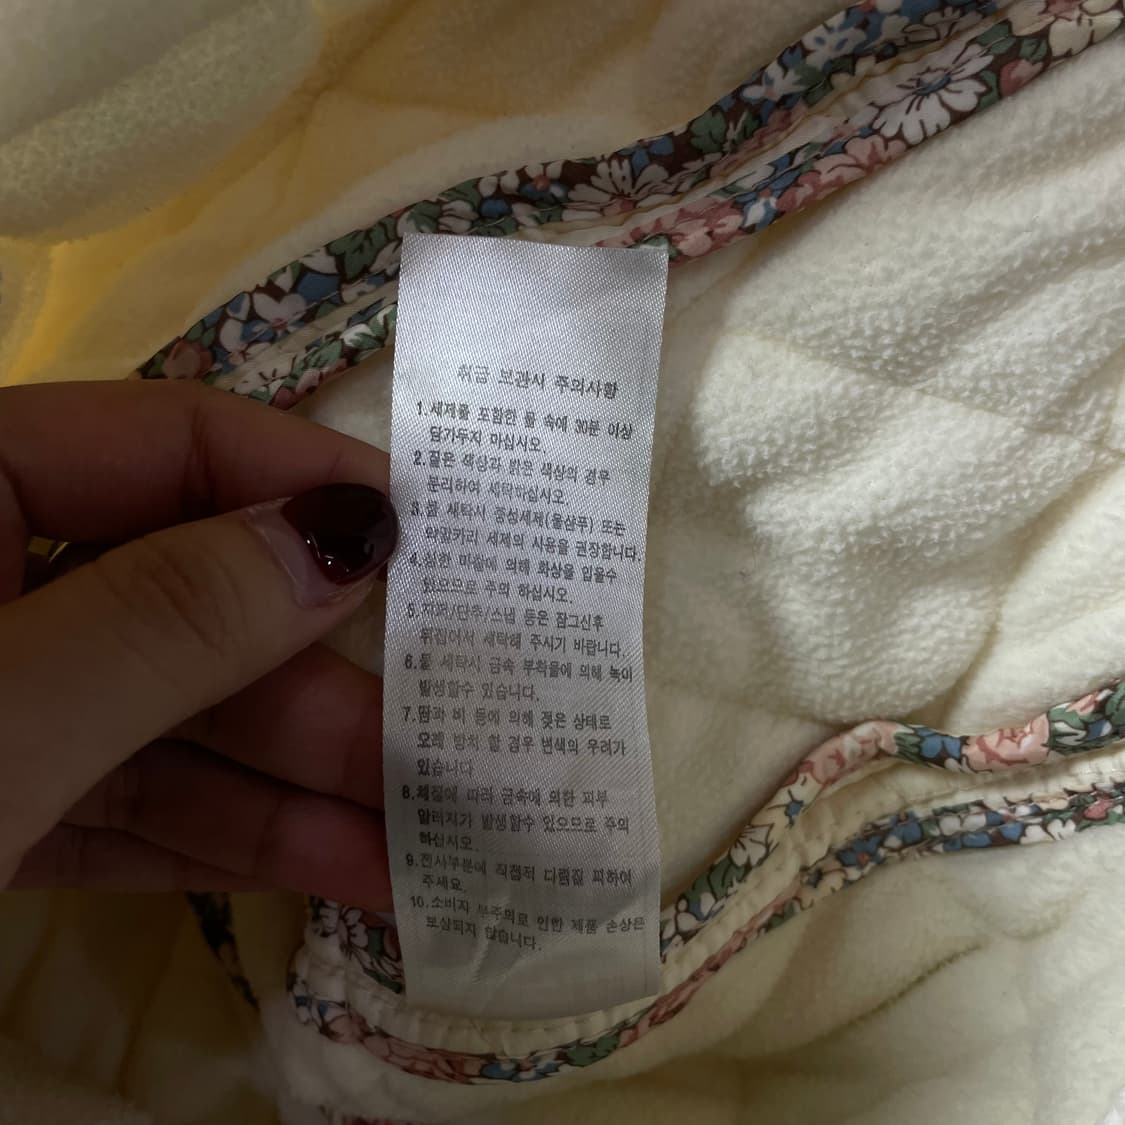 취급 보관시 주의사항
1.세제를 포함한 물 속에 30분 이상
담가두지 마십시오.
2.짙은 색상과 밝은 색상의 경우
분리하여 세탁하십시오.
3.물 세탁시 중성세제(울샴푸) 또는
약알카리 세제의 사용을 권장합니다.
4.심한 마찰에 의해 화상을 입을수
있으므로 주의 하십시오.
5.지퍼/단추/스냅 등은 잠그신후
뒤집어서 세탁해 주시기 바랍니다.
6.물 세탁시 금속 부착물에 의해 녹이
발생할수 있습니다.
7.땀과 비 등에 의해 젖은 상태로
오래 방치 할 경우 변색의 우려가
있습니다
8.체질에 따라 금속에 의한 피부
알러지가 발생할수 있으므로 주의
하십시오.
9.전사부분에 직접적 다림질 피하여
주세요.
10.소비자 부주의로 인한 제품 손상은
보상되지 않습니다.